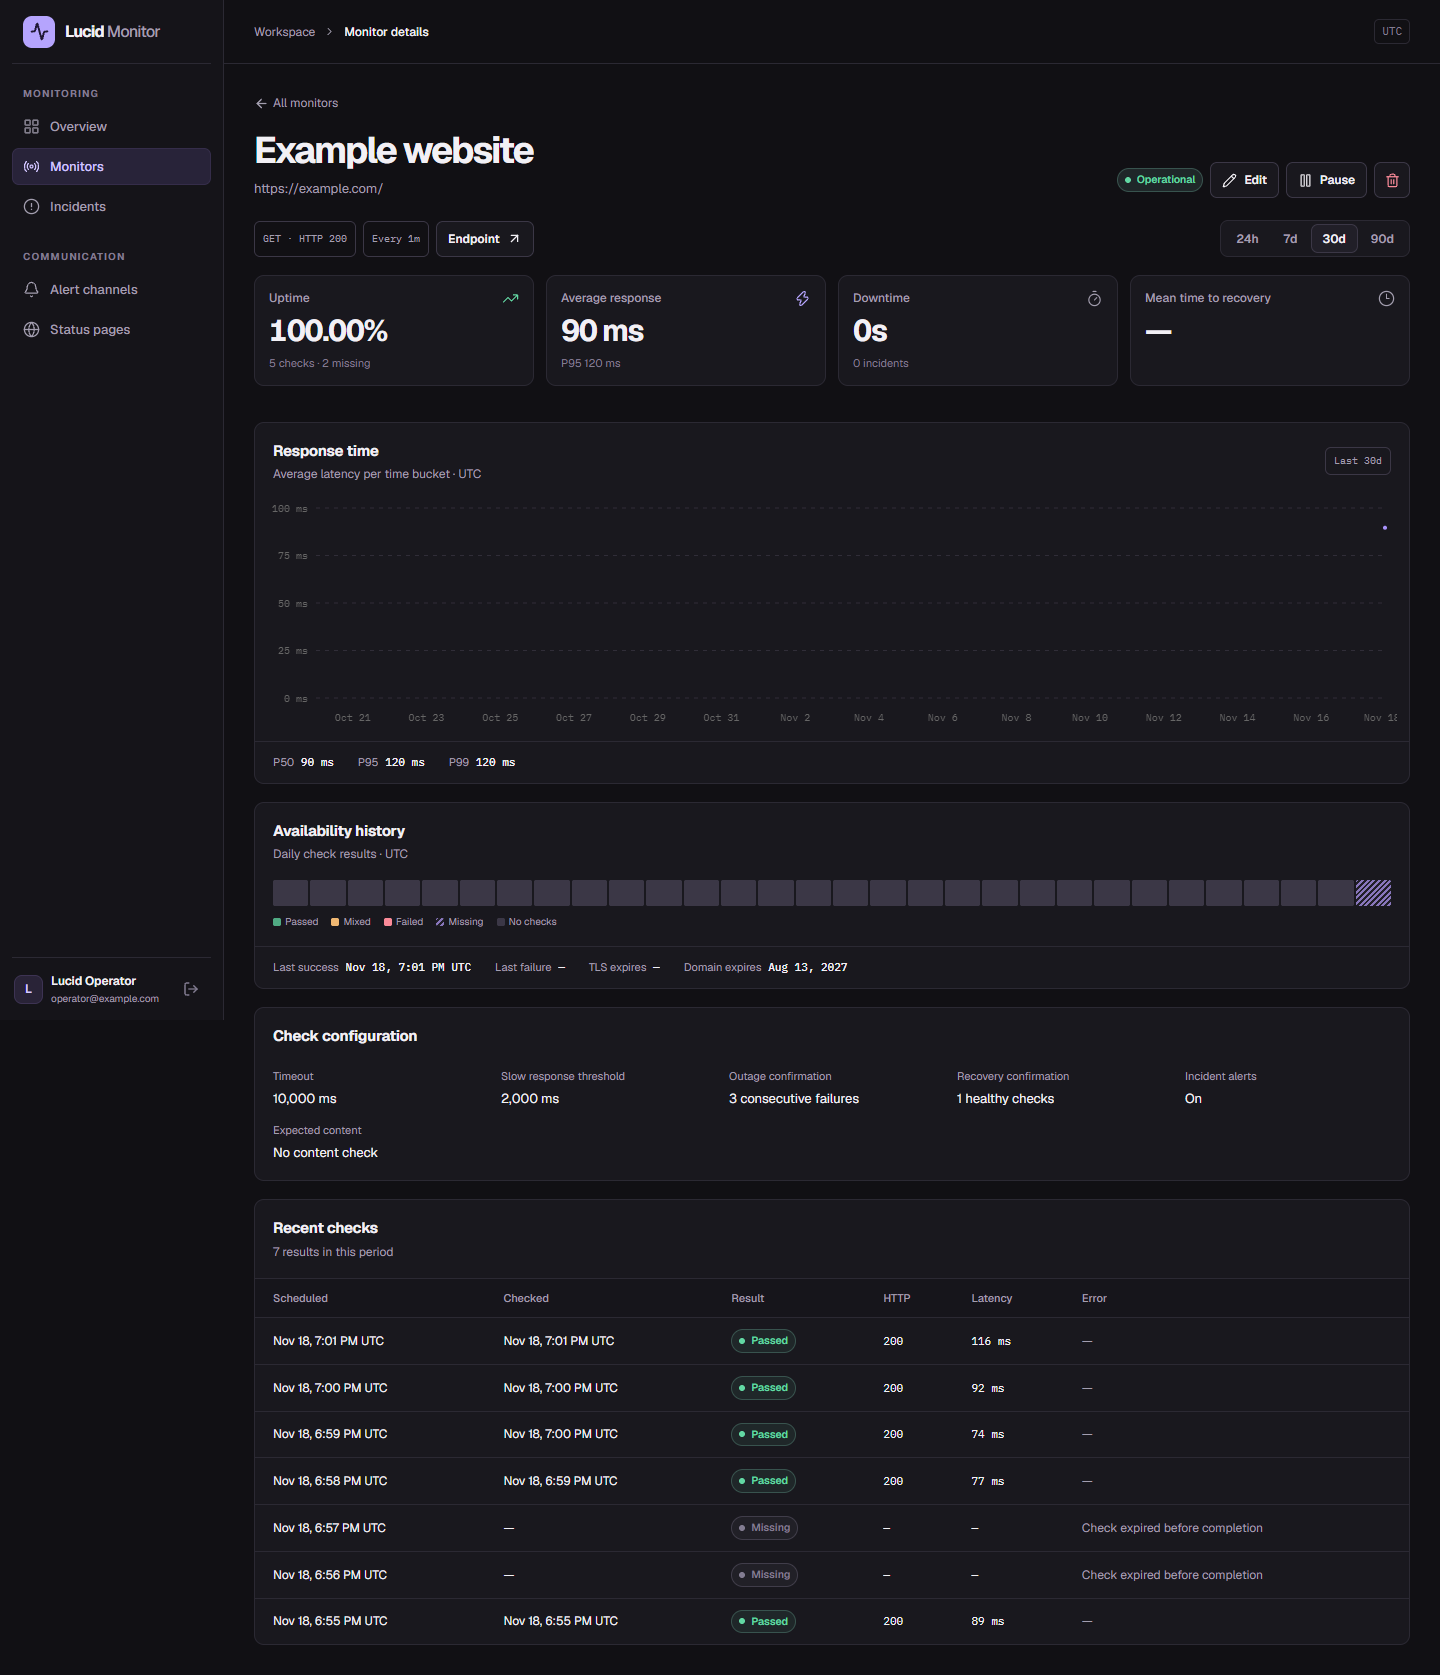 Lucid Monitor
Workspace > Monitor details
UTC
MONITORING
Overview
Monitors
Incidents
COMMUNICATION
Alert channels
Status pages
L
Lucid Operator
operator@example.com
← All monitors
Example website
https://example.com/
Operational
Edit
Pause
GET · HTTP 200
Every 1m
Endpoint
24h 7d 30d 90d
Uptime
100.00%
5 checks · 2 missing
Average response
90 ms
P95 120 ms
Downtime
0s
0 incidents
Mean time to recovery
—
Response time
Average latency per time bucket · UTC
Last 30d
100 ms
75 ms
50 ms
25 ms
0 ms
Oct 21 Oct 23 Oct 25 Oct 27 Oct 29 Oct 31 Nov 2 Nov 4 Nov 6 Nov 8 Nov 10 Nov 12 Nov 14 Nov 16 Nov 18
P50 90 ms P95 120 ms P99 120 ms
Availability history
Daily check results · UTC
Passed Mixed Failed Missing No checks
Last success Nov 18, 7:01 PM UTC Last failure — TLS expires — Domain expires Aug 13, 2027
Check configuration
Timeout
10,000 ms
Slow response threshold
2,000 ms
Outage confirmation
3 consecutive failures
Recovery confirmation
1 healthy checks
Incident alerts
On
Expected content
No content check
Recent checks
7 results in this period
Scheduled Checked Result HTTP Latency Error
Nov 18, 7:01 PM UTC Nov 18, 7:01 PM UTC Passed 200 116 ms —
Nov 18, 7:00 PM UTC Nov 18, 7:00 PM UTC Passed 200 92 ms —
Nov 18, 6:59 PM UTC Nov 18, 7:00 PM UTC Passed 200 74 ms —
Nov 18, 6:58 PM UTC Nov 18, 6:59 PM UTC Passed 200 77 ms —
Nov 18, 6:57 PM UTC — Missing — — Check expired before completion
Nov 18, 6:56 PM UTC — Missing — — Check expired before completion
Nov 18, 6:55 PM UTC Nov 18, 6:55 PM UTC Passed 200 89 ms —